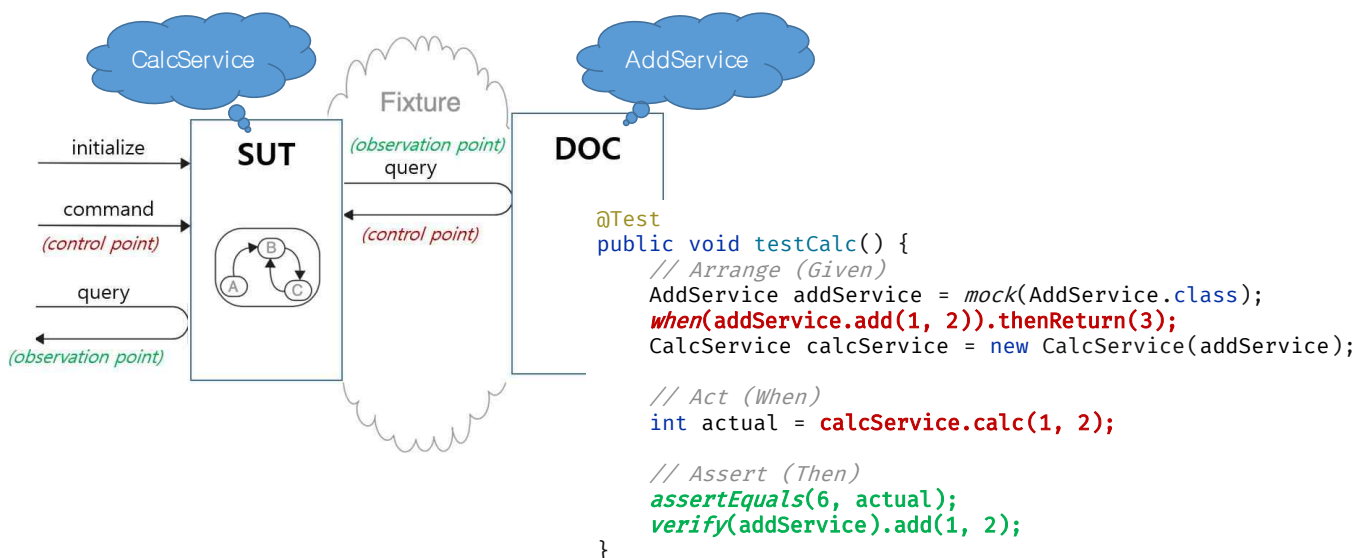 CalcService
AddService
Fixture
initialize
SUT
(observation point)
query
DOC
command
(control point)
(control point)
B
A
C
query
(observation point)
@Test
public void testCalc() {
// Arrange (Given)
AddService addService = mock(AddService.class);
when(addService.add(1, 2)).thenReturn(3);
CalcService calcService = new CalcService(addService);
// Act (When)
int actual = calcService.calc(1, 2);
// Assert (Then)
assertEquals(6, actual);
verify(addService).add(1, 2);
}